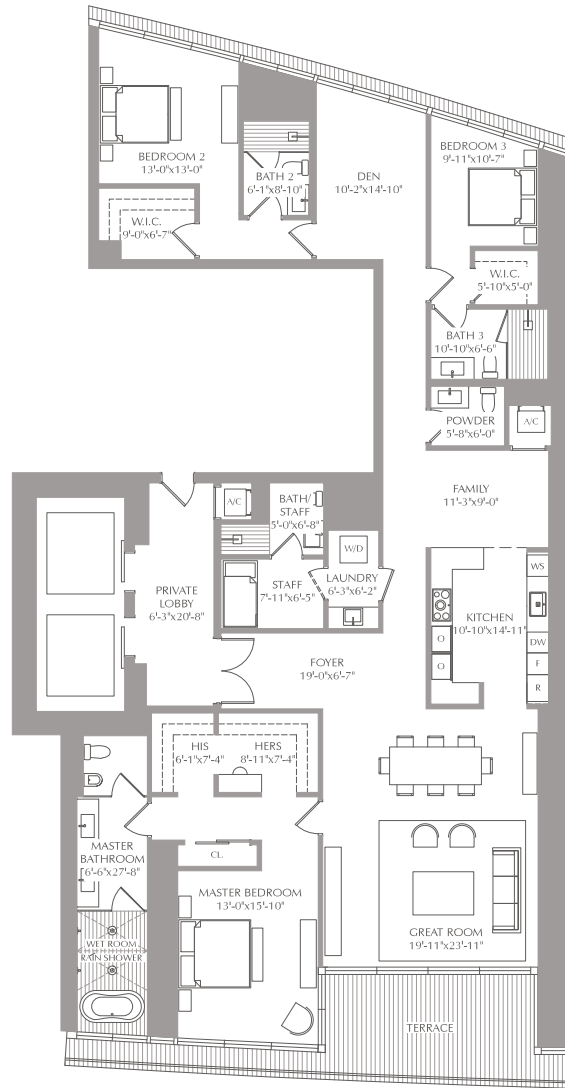 BEDROOM 2
13'-0"x13'-0"
BATH 2
6'-1"x8'-10"
DEN
10'-2"x14'-10"
BEDROOM 3
9'-11"x10'-7"
W.I.C.
9'-0"x6'-7"
W.I.C.
5'-10"x5'-0"
BATH 3
10'-10"x6'-6"
POWDER
5'-8"x6'-0"
A/C
FAMILY
11'-3"x9'-0"
A/C
BATH/
STAFF
5'-0"x6'-8"
W/D
STAFF
7'-11"x6'-5"
LAUNDRY
6'-3"x6'-2"
PRIVATE
LOBBY
6'-3"x20'-8"
WS
KITCHEN
10'-10"x14'-11"
O
O
DW
F
R
FOYER
19'-0"x6'-7"
HIS
6'-1"x7'-4"
HERS
8'-11"x7'-4"
CL.
MASTER
BATHROOM
6'-6"x27'-8"
MASTER BEDROOM
13'-0"x15'-10"
GREAT ROOM
19'-11"x23'-11"
WET ROOM
RAIN SHOWER
TERRACE